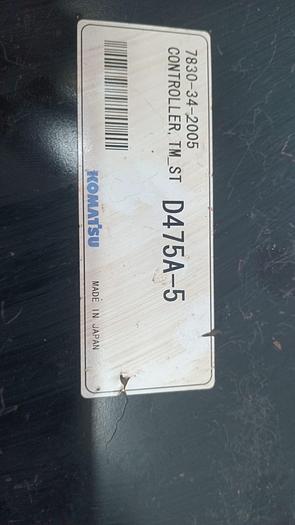 7830-34-2005
CONTROLLER, TM_ST
D475A-5
KOMATSU
MADE IN JAPAN